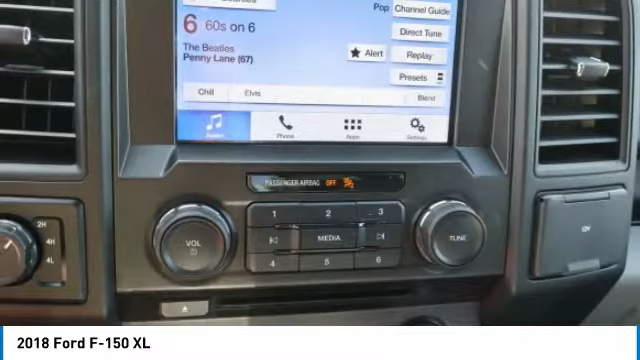 Pop
Channel Guide
6 60s on 6
Direct Tune
The Beatles
Penny Lane (67)
Alert
Replay
Presets
Chill Elvis Blend
Phone Apps Settings
PASSENGER AIRBAG OFF
1 2 3
2H
4H
4L
VOL
MEDIA
TUNE
12V
4 5 6
2018 Ford F-150 XL